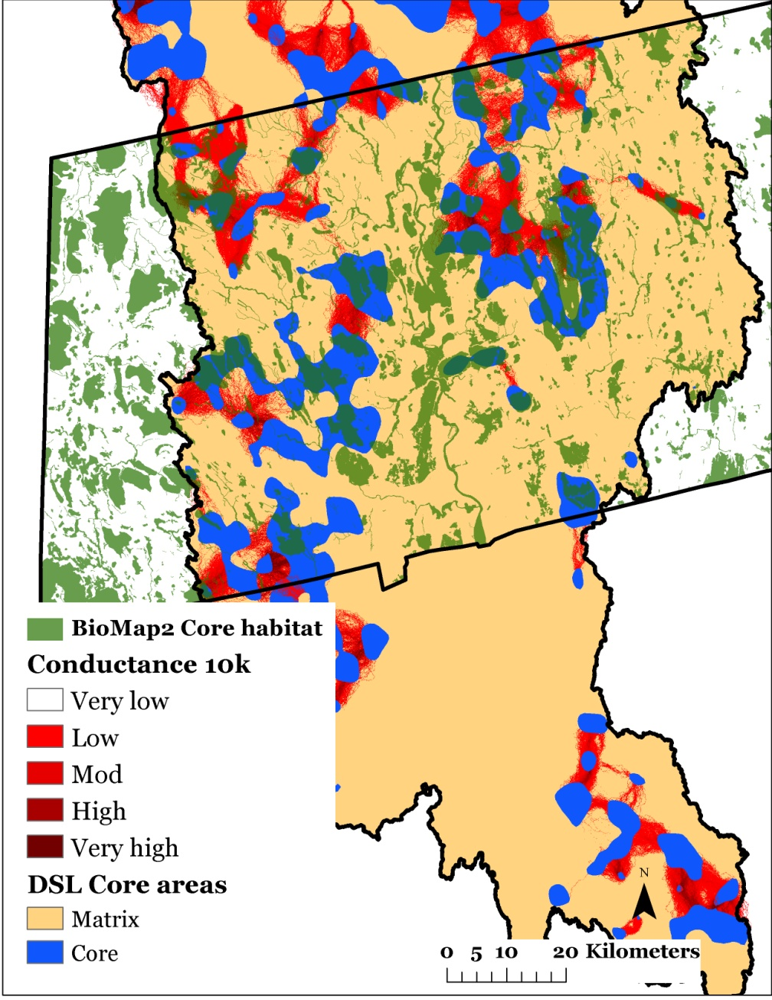 BioMap2 Core habitat
Conductance 10k
Very low
Low
Mod
High
Very high
DSL Core areas
Matrix
Core
N
0 5 10 20 Kilometers